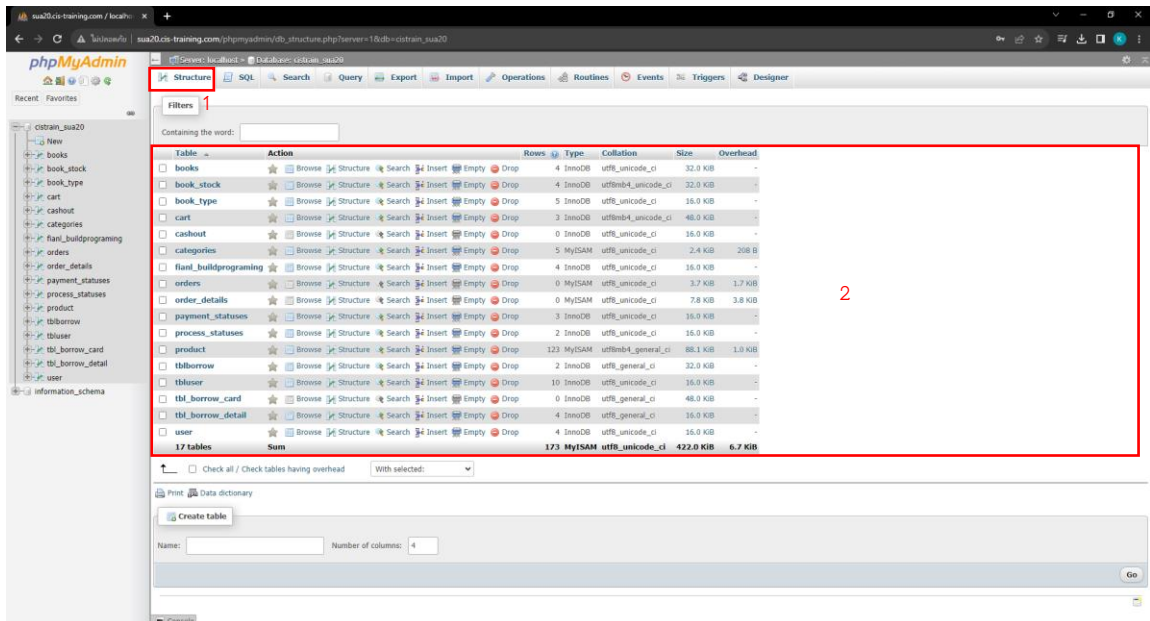 sua20.cis-training.com / localho
ไม่ปลอดภัย | sua20.cis-training.com/phpmyadmin/db_structure.php?server=1&db=cistrain_sua20
phpMyAdmin
Server: localhost » Database: cistrain_sua20
Structure SQL Search Query Export Import Operations Routines Events Triggers Designer
1
Recent Favorites
cistrain_sua20
New
books
book_stock
book_type
cart
cashout
categories
fianl_buildprograming
orders
order_details
payment_statuses
process_statuses
product
tblborrow
tbluser
tbl_borrow_card
tbl_borrow_detail
user
information_schema
Filters
Containing the word:
Table Action Rows Type Collation Size Overhead
books Browse Structure Search Insert Empty Drop 4 InnoDB utf8_unicode_ci 32.0 KiB -
book_stock Browse Structure Search Insert Empty Drop 4 InnoDB utf8mb4_unicode_ci 32.0 KiB -
book_type Browse Structure Search Insert Empty Drop 5 InnoDB utf8_unicode_ci 16.0 KiB -
cart Browse Structure Search Insert Empty Drop 3 InnoDB utf8mb4_unicode_ci 48.0 KiB -
cashout Browse Structure Search Insert Empty Drop 0 InnoDB utf8_unicode_ci 16.0 KiB -
categories Browse Structure Search Insert Empty Drop 5 MyISAM utf8_unicode_ci 2.4 KiB 208 B
fianl_buildprograming Browse Structure Search Insert Empty Drop 4 InnoDB utf8_unicode_ci 16.0 KiB -
orders Browse Structure Search Insert Empty Drop 0 MyISAM utf8_unicode_ci 3.7 KiB 1.7 KiB
order_details Browse Structure Search Insert Empty Drop 0 MyISAM utf8_unicode_ci 7.8 KiB 3.8 KiB
2
payment_statuses Browse Structure Search Insert Empty Drop 3 InnoDB utf8_unicode_ci 16.0 KiB -
process_statuses Browse Structure Search Insert Empty Drop 2 InnoDB utf8_unicode_ci 16.0 KiB -
product Browse Structure Search Insert Empty Drop 123 MyISAM utf8mb4_general_ci 88.1 KiB 1.0 KiB
tblborrow Browse Structure Search Insert Empty Drop 2 InnoDB utf8_general_ci 32.0 KiB -
tbluser Browse Structure Search Insert Empty Drop 10 InnoDB utf8_general_ci 16.0 KiB -
tbl_borrow_card Browse Structure Search Insert Empty Drop 0 InnoDB utf8_general_ci 48.0 KiB -
tbl_borrow_detail Browse Structure Search Insert Empty Drop 4 InnoDB utf8_general_ci 16.0 KiB -
user Browse Structure Search Insert Empty Drop 4 InnoDB utf8_unicode_ci 16.0 KiB -
17 tables Sum 173 MyISAM utf8_unicode_ci 422.0 KiB 6.7 KiB
Check all / Check tables having overhead With selected:
Print Data dictionary
Create table
Name: Number of columns: 4
Go
Console